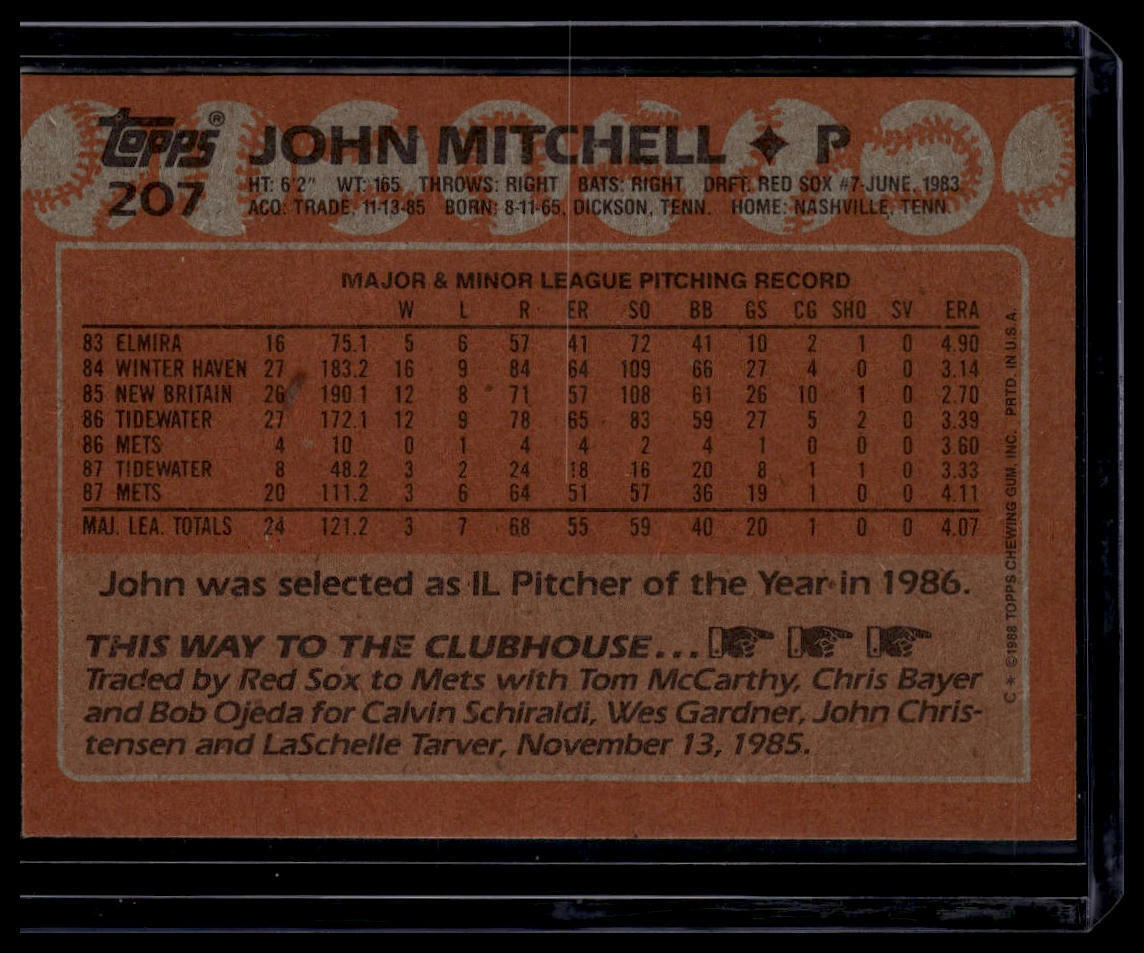 topps®
JOHN MITCHELL ✦ P
207
HT: 6'2" WT: 165 THROWS: RIGHT BATS: RIGHT DRFT: RED SOX #7-JUNE, 1983
ACQ: TRADE, 11-13-85 BORN: 8-11-65, DICKSON, TENN. HOME: NASHVILLE, TENN.
MAJOR & MINOR LEAGUE PITCHING RECORD
W L R ER SO BB GS CG SHO SV ERA
83 ELMIRA 16 75.1 5 6 57 41 72 41 10 2 1 0 4.90
84 WINTER HAVEN 27 183.2 16 9 84 64 109 66 27 4 0 0 3.14
85 NEW BRITAIN 26 190.1 12 8 71 57 108 61 26 10 1 0 2.70
86 TIDEWATER 27 172.1 12 9 78 65 83 59 27 5 2 0 3.39
86 METS 4 10 0 1 4 4 2 4 1 0 0 0 3.60
87 TIDEWATER 8 48.2 3 2 24 18 16 20 8 1 1 0 3.33
87 METS 20 111.2 3 6 64 51 57 36 19 1 0 0 4.11
MAJ. LEA. TOTALS 24 121.2 3 7 68 55 59 40 20 1 0 0 4.07
John was selected as IL Pitcher of the Year in 1986.
THIS WAY TO THE CLUBHOUSE...
Traded by Red Sox to Mets with Tom McCarthy, Chris Bayer
and Bob Ojeda for Calvin Schiraldi, Wes Gardner, John Chris-
tensen and LaSchelle Tarver, November 13, 1985.
C * ©1988 TOPPS CHEWING GUM, INC. PRTD. IN U.S.A.